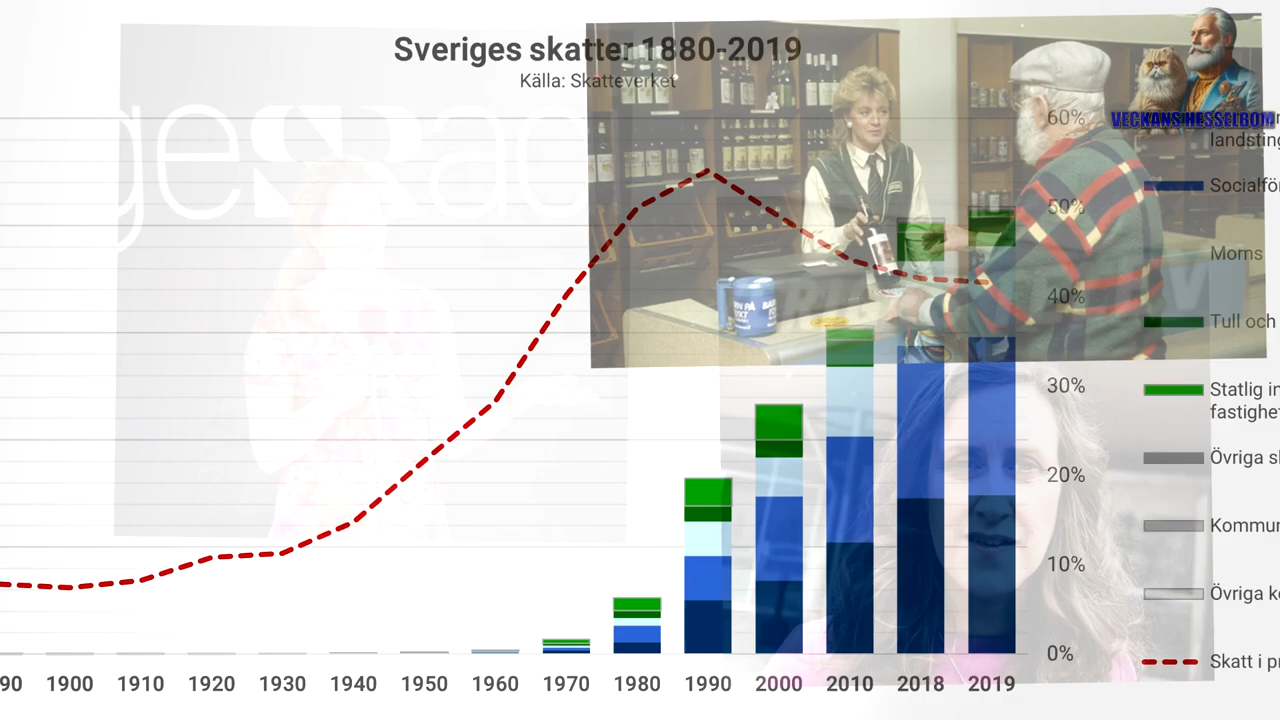 Sveriges skatter 1880-2019
Källa: Skatteverket
VECKANS HESSELBOM
60%
landsting
50%
Socialför
Moms
40%
Tull och
30%
Statlig in
fastighet
20%
Övriga s
10%
Kommun
Övriga k
0%
Skatt i pr
90 1900 1910 1920 1930 1940 1950 1960 1970 1980 1990 2000 2010 2018 2019